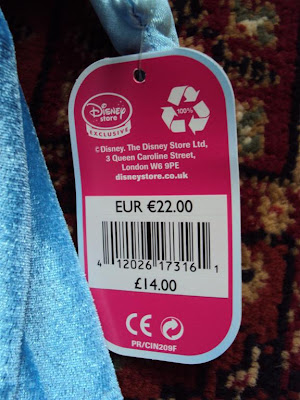 Disney
store
EXCLUSIVE
100%
© Disney. The Disney Store Ltd,
3 Queen Caroline Street,
London W6 9PE
disneystore.co.uk
EUR €22.00
4 12026 17316 1
£14.00
CE
PR/CIN209F